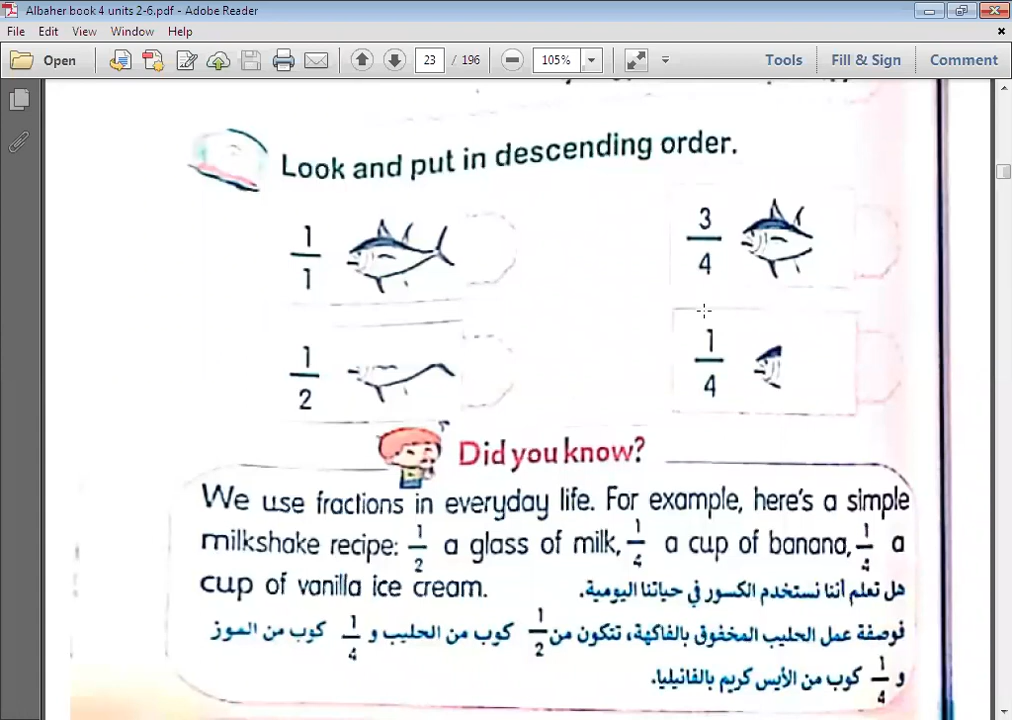 Albaher book 4 units 2-6.pdf - Adobe Reader
File Edit View Window Help
Open 23 / 196 105% Tools Fill & Sign Comment
Look and put in descending order.
1/1 3/4
1/2 1/4
Did you know?
We use fractions in everyday life. For example, here's a simple
milkshake recipe: 1/2 a glass of milk, 1/4 a cup of banana, 1/4 a
cup of vanilla ice cream.
هل تعلم أننا نستخدم الكسور في حياتنا اليومية.
فوصفة عمل الحليب المخفوق بالفاكهة، تتكون من 1/2 كوب من الحليب و 1/4 كوب من الموز
و 1/4 كوب من الأيس كريم بالفانيليا.